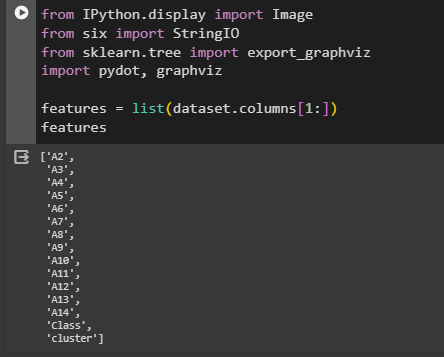 from IPython.display import Image
from six import StringIO
from sklearn.tree import export_graphviz
import pydot, graphviz
features = list(dataset.columns[1:])
features
['A2',
'A3',
'A4',
'A5',
'A6',
'A7',
'A8',
'A9',
'A10',
'A11',
'A12',
'A13',
'A14',
'Class',
'cluster']